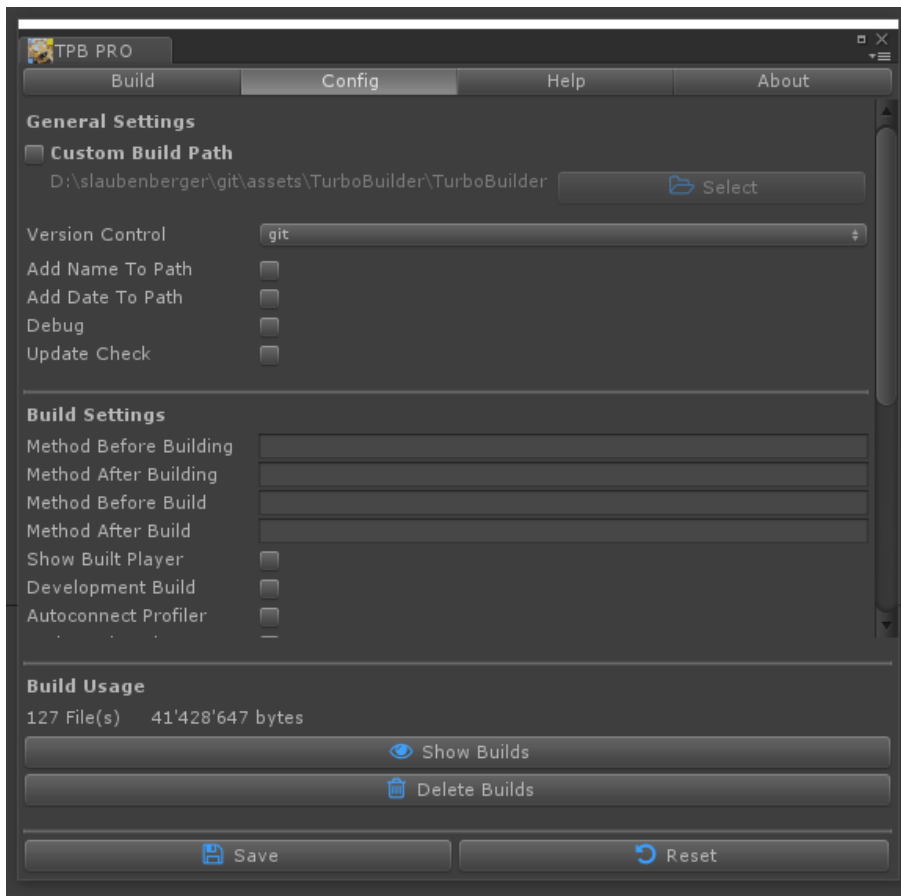 TPB PRO
Build Config Help About
General Settings
Custom Build Path
D:\slaubenberger\git\assets\TurboBuilder\TurboBuilder Select
Version Control git
Add Name To Path
Add Date To Path
Debug
Update Check
Build Settings
Method Before Building
Method After Building
Method Before Build
Method After Build
Show Built Player
Development Build
Autoconnect Profiler
Build Usage
127 File(s) 41'428'647 bytes
Show Builds
Delete Builds
Save Reset